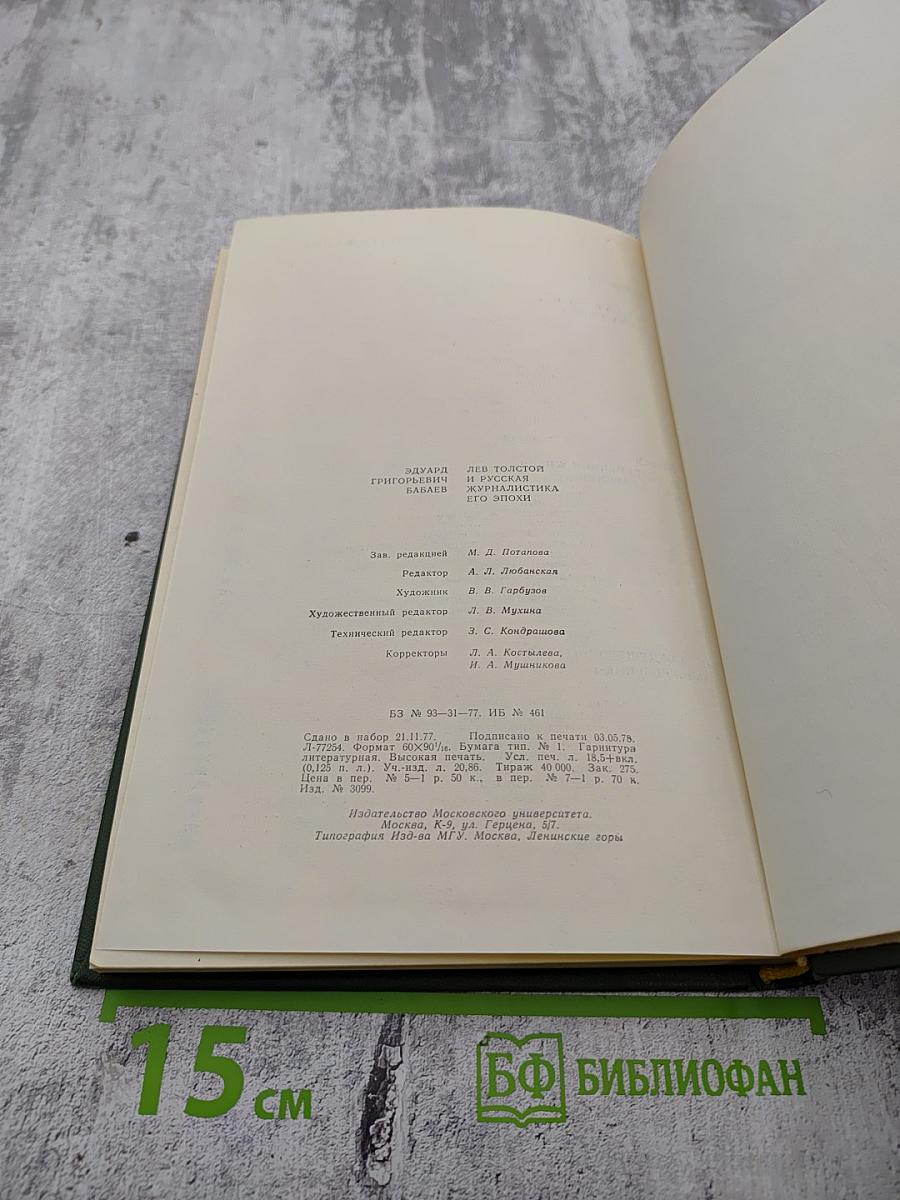 ЭДУАРД
ГРИГОРЬЕВИЧ
БАБАЕВ
ЛЕВ ТОЛСТОЙ
И РУССКАЯ
ЖУРНАЛИСТИКА
ЕГО ЭПОХИ
Зав. редакцией М. Д. Потапова
Редактор А. Л. Любанская
Художник В. В. Гарбузов
Художественный редактор Л. В. Мухина
Технический редактор З. С. Кондрашова
Корректоры Л. А. Костылева,
И. А. Мушникова
БЗ № 93—31—77. ИБ № 461
Сдано в набор 21.11.77. Подписано к печати 03.05.78.
Л-77254. Формат 60×90¹/₁₆. Бумага тип. № 1. Гарнитура
литературная. Высокая печать. Усл. печ. л. 18,5+вкл.
(0,125 п. л.). Уч.-изд. л. 20,86. Тираж 40 000. Зак. 275.
Цена в пер. № 5—1 р. 50 к., в пер. № 7—1 р. 70 к.
Изд. № 3099.
Издательство Московского университета.
Москва, К-9, ул. Герцена, 5/7.
Типография Изд-ва МГУ. Москва, Ленинские горы
15 см
БФ БИБЛИОФАН